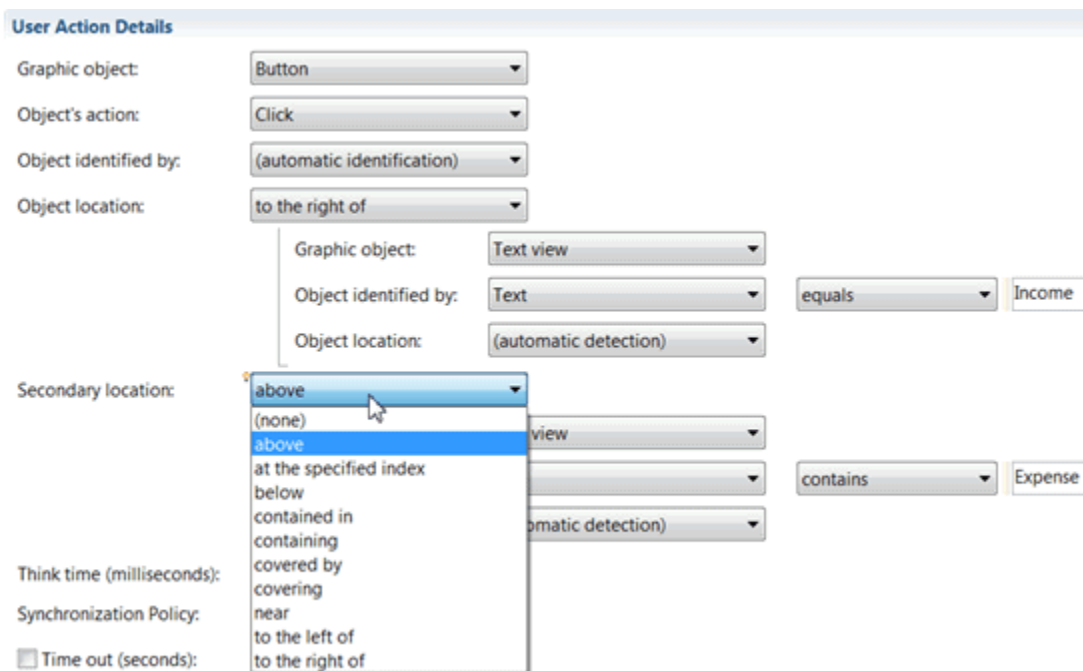 User Action Details
Graphic object: Button
Object's action: Click
Object identified by: (automatic identification)
Object location: to the right of
Graphic object: Text view
Object identified by: Text equals Income
Object location: (automatic detection)
Secondary location: above
(none)
above
view
at the specified index
below
contains Expense
contained in
omatic detection)
containing
covered by
Think time (milliseconds):
covering
Synchronization Policy:
near
to the left of
Time out (seconds):
to the right of